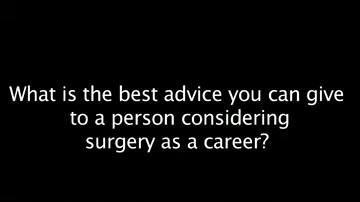 What is the best advice you can give
to a person considering
surgery as a career?